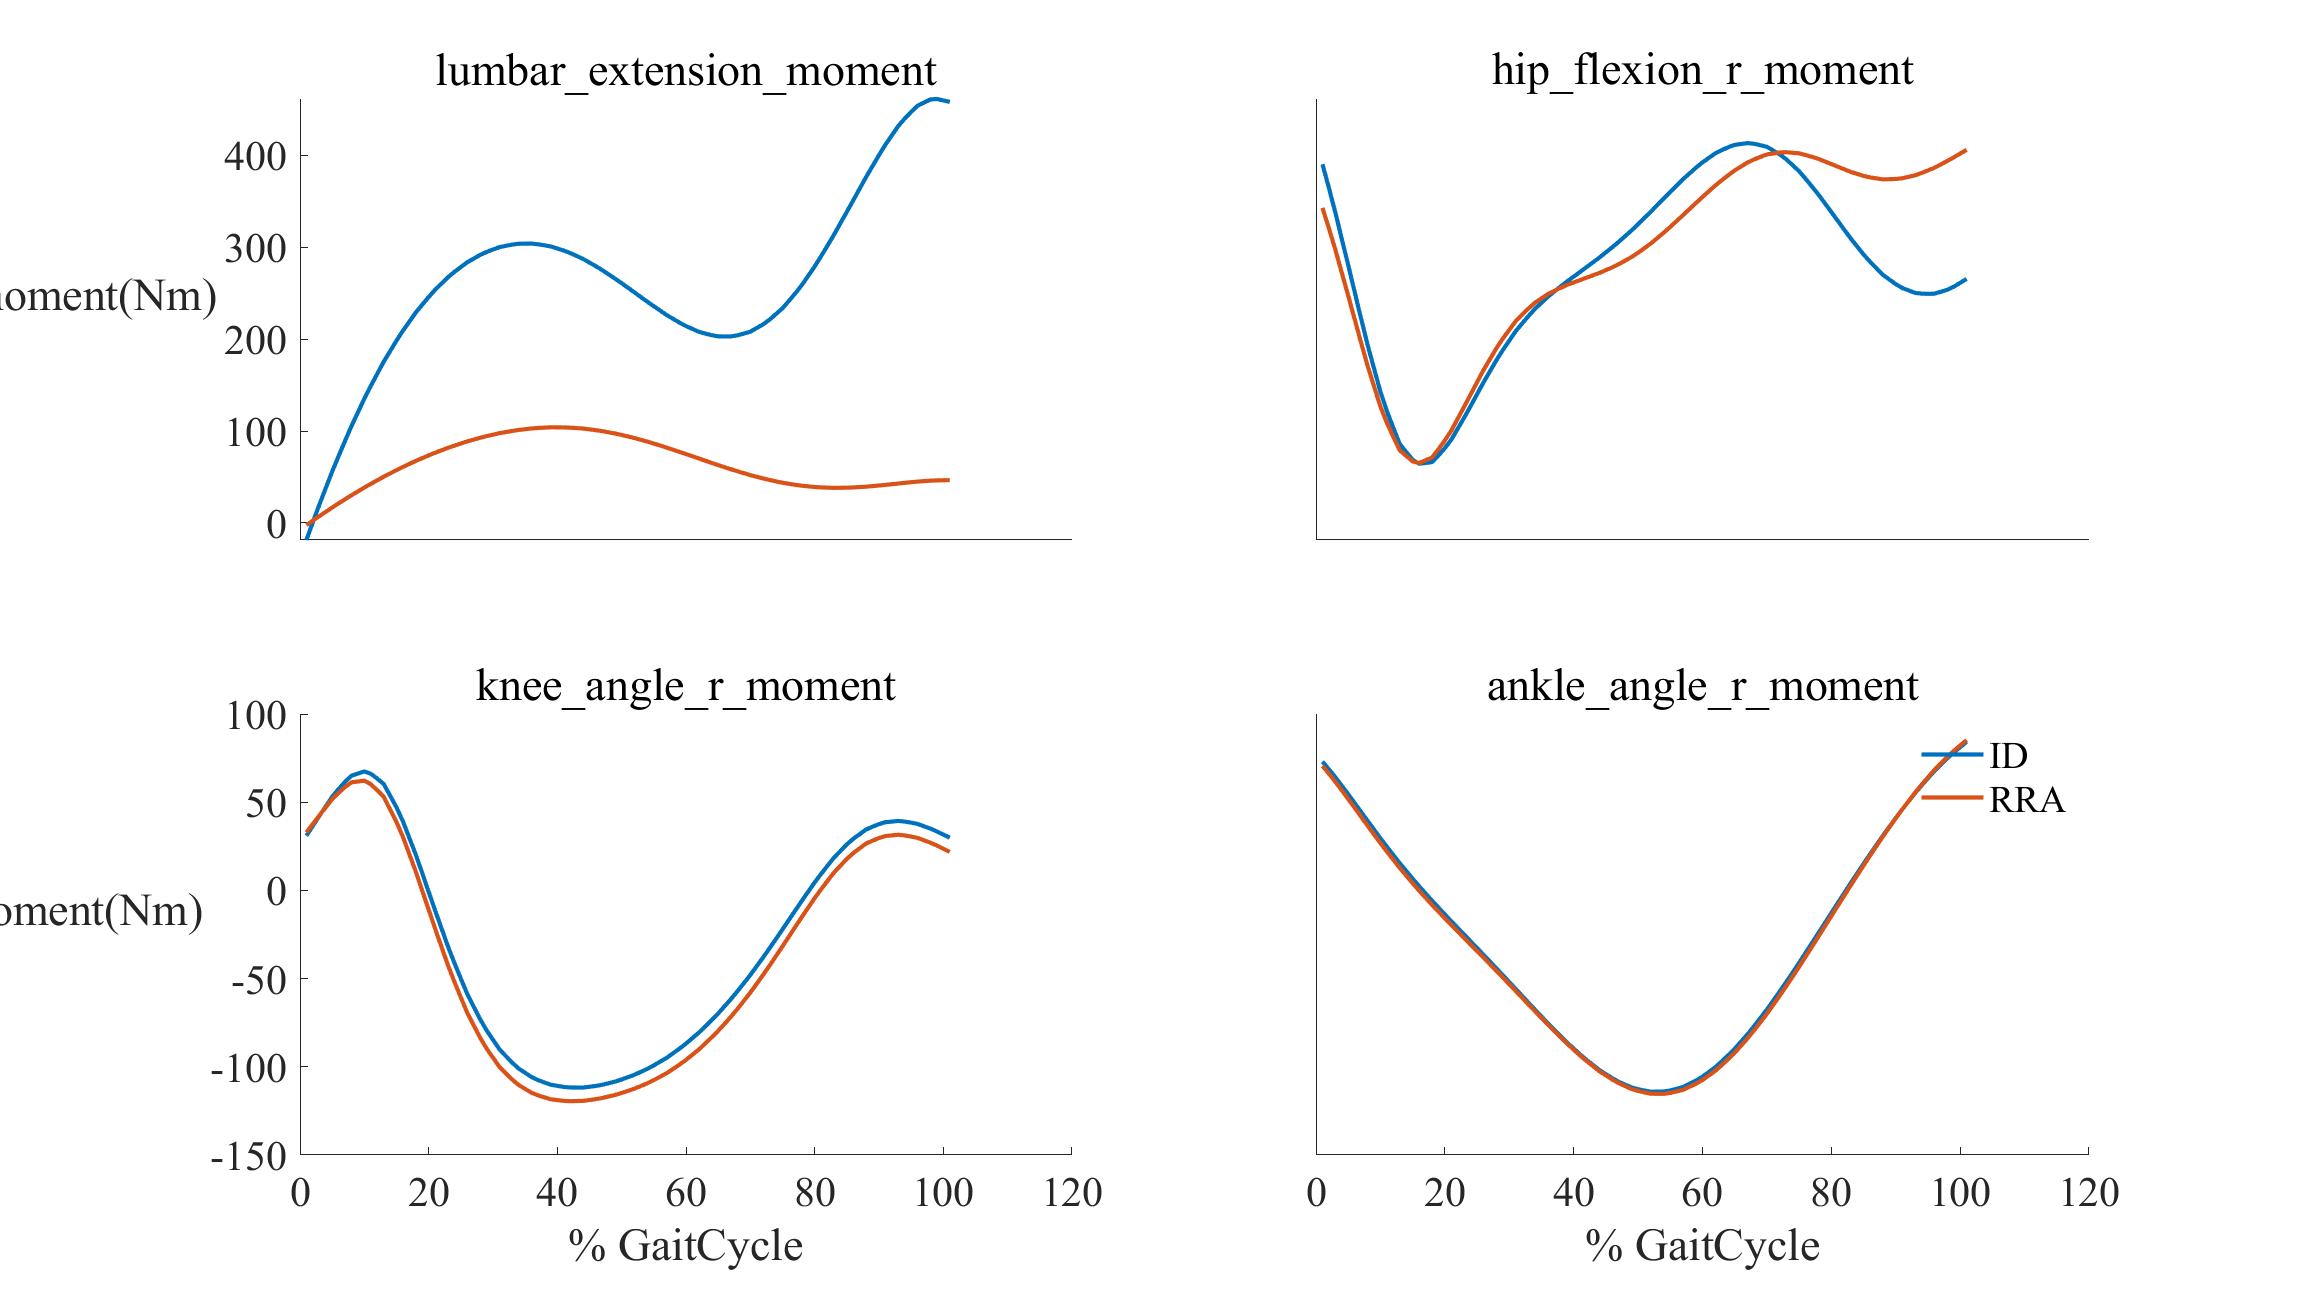 lumbar_extension_moment
hip_flexion_r_moment
400
300
200
100
0
oment(Nm)
knee_angle_r_moment
ankle_angle_r_moment
100
50
0
-50
-100
-150
oment(Nm)
ID
RRA
0 20 40 60 80 100 120
0 20 40 60 80 100 120
% GaitCycle
% GaitCycle